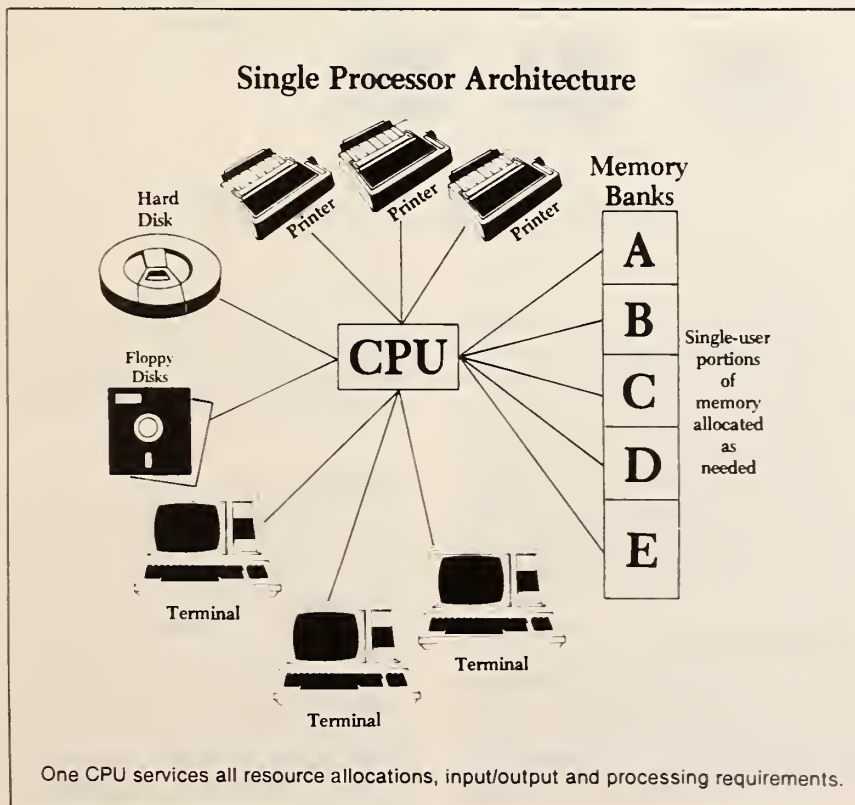 Single Processor Architecture
Printer
Printer
Printer
Hard
Disk
Memory
Banks
A
B
C
D
E
CPU
Floppy
Disks
Single-user
portions
of
memory
allocated
as
needed
Terminal
Terminal
Terminal
One CPU services all resource allocations, input/output and processing requirements.